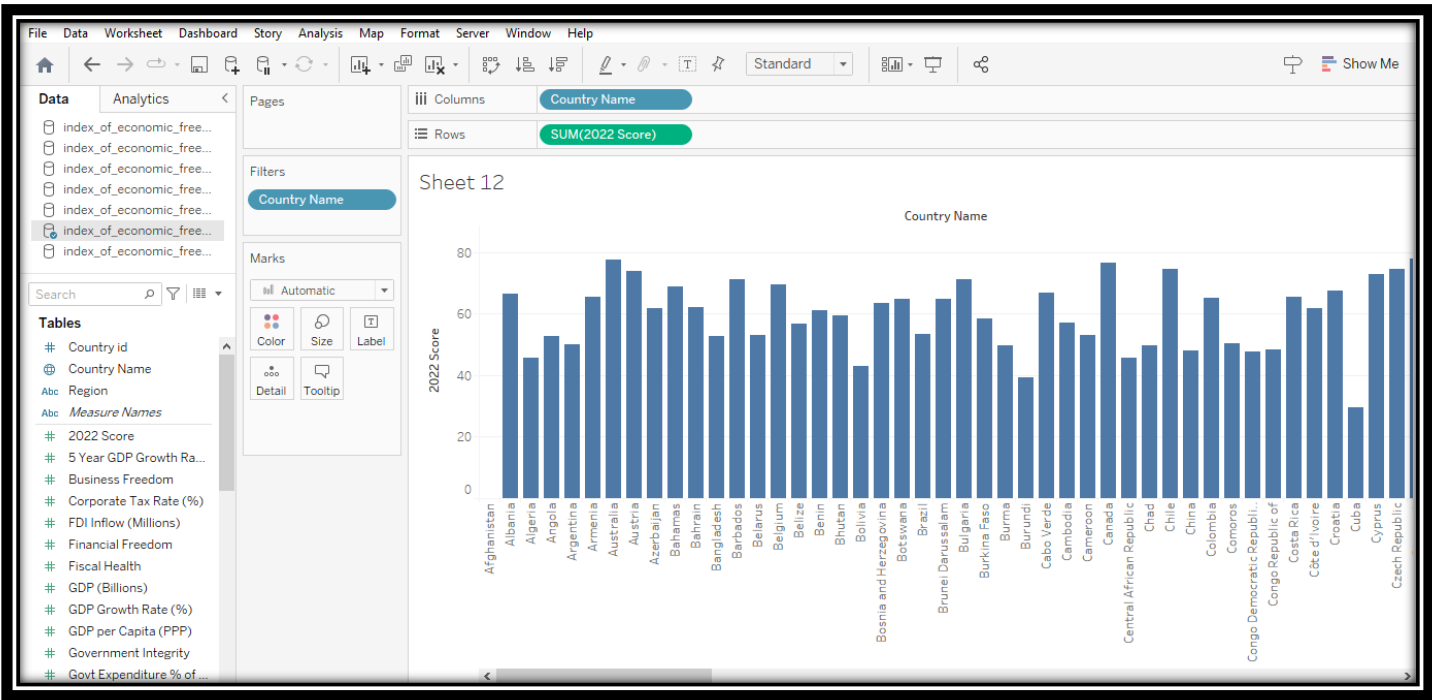 File Data Worksheet Dashboard Story Analysis Map Format Server Window Help
Standard
Show Me
Data Analytics
index_of_economic_free...
index_of_economic_free...
index_of_economic_free...
index_of_economic_free...
index_of_economic_free...
index_of_economic_free...
index_of_economic_free...
Search
Tables
# Country id
Country Name
Abc Region
Abc Measure Names
# 2022 Score
# 5 Year GDP Growth Ra...
# Business Freedom
# Corporate Tax Rate (%)
# FDI Inflow (Millions)
# Financial Freedom
# Fiscal Health
# GDP (Billions)
# GDP Growth Rate (%)
# GDP per Capita (PPP)
# Government Integrity
# Govt Expenditure % of ...
Pages
Filters
Country Name
Marks
Automatic
Color Size Label
Detail Tooltip
Columns Country Name
Rows SUM(2022 Score)
Sheet 12
Country Name
2022 Score
80
60
40
20
0
Afghanistan
Albania
Algeria
Angola
Argentina
Armenia
Australia
Austria
Azerbaijan
Bahamas
Bahrain
Bangladesh
Barbados
Belarus
Belgium
Belize
Benin
Bhutan
Bolivia
Bosnia and Herzegovina
Botswana
Brazil
Brunei Darussalam
Bulgaria
Burkina Faso
Burma
Burundi
Cabo Verde
Cambodia
Cameroon
Canada
Central African Republic
Chad
Chile
China
Colombia
Comoros
Congo Democratic Republi..
Congo Republic of
Costa Rica
Côte d'Ivoire
Croatia
Cuba
Cyprus
Czech Republic